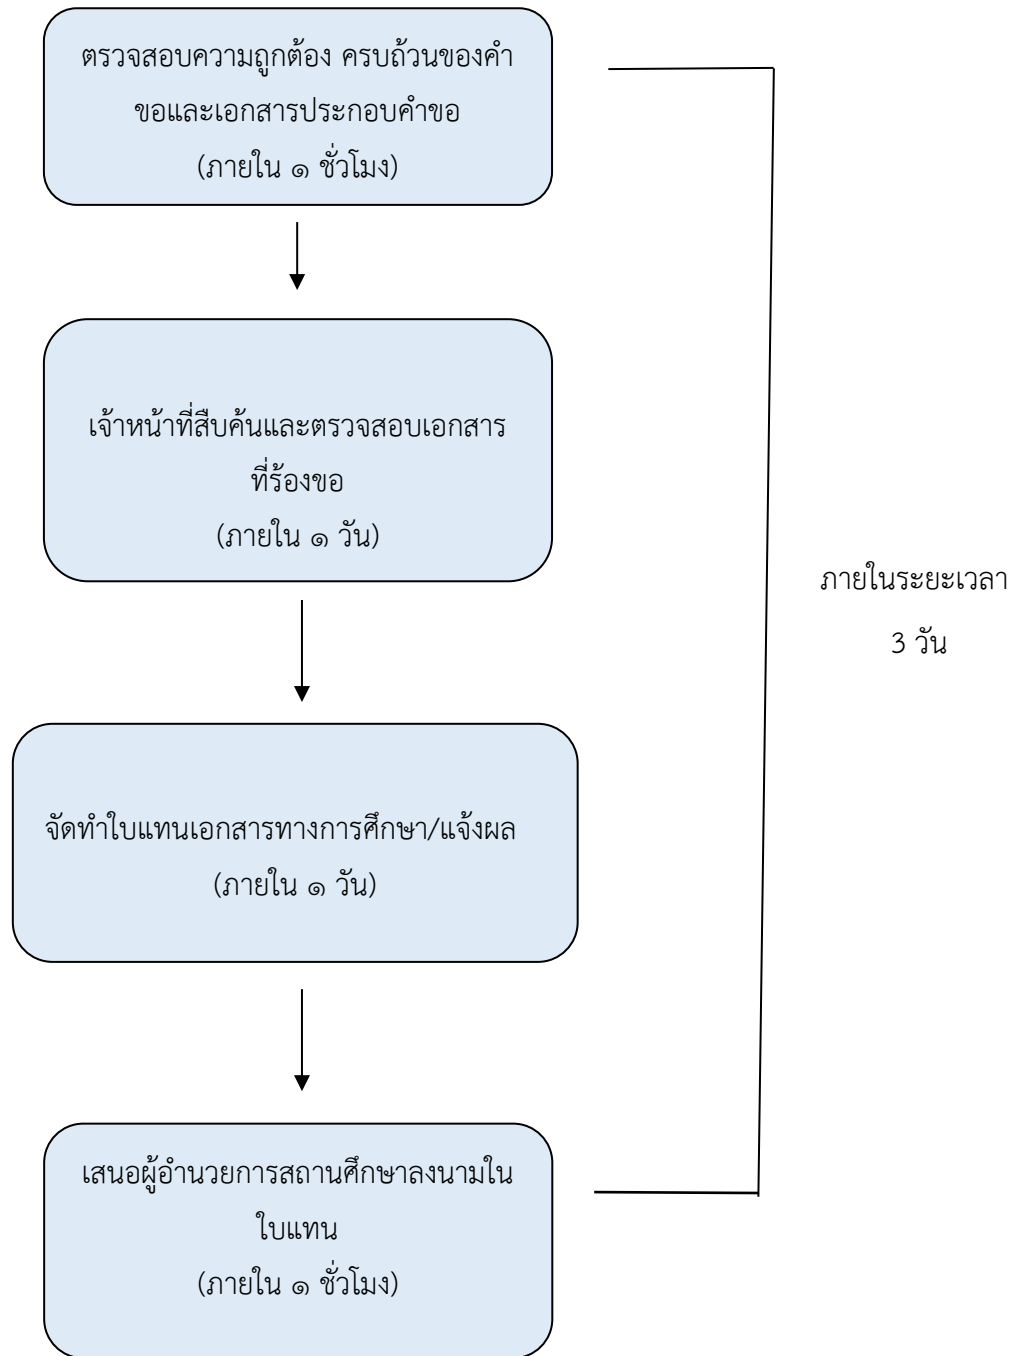 ตรวจสอบความถูกต้อง ครบถ้วนของคำ
ขอและเอกสารประกอบคำขอ
(ภายใน ๑ ชั่วโมง)
เจ้าหน้าที่สืบค้นและตรวจสอบเอกสาร
ที่ร้องขอ
(ภายใน ๑ วัน)
ภายในระยะเวลา
3 วัน
จัดทำใบแทนเอกสารทางการศึกษา/แจ้งผล
(ภายใน ๑ วัน)
เสนอผู้อำนวยการสถานศึกษาลงนามใน
ใบแทน
(ภายใน ๑ ชั่วโมง)